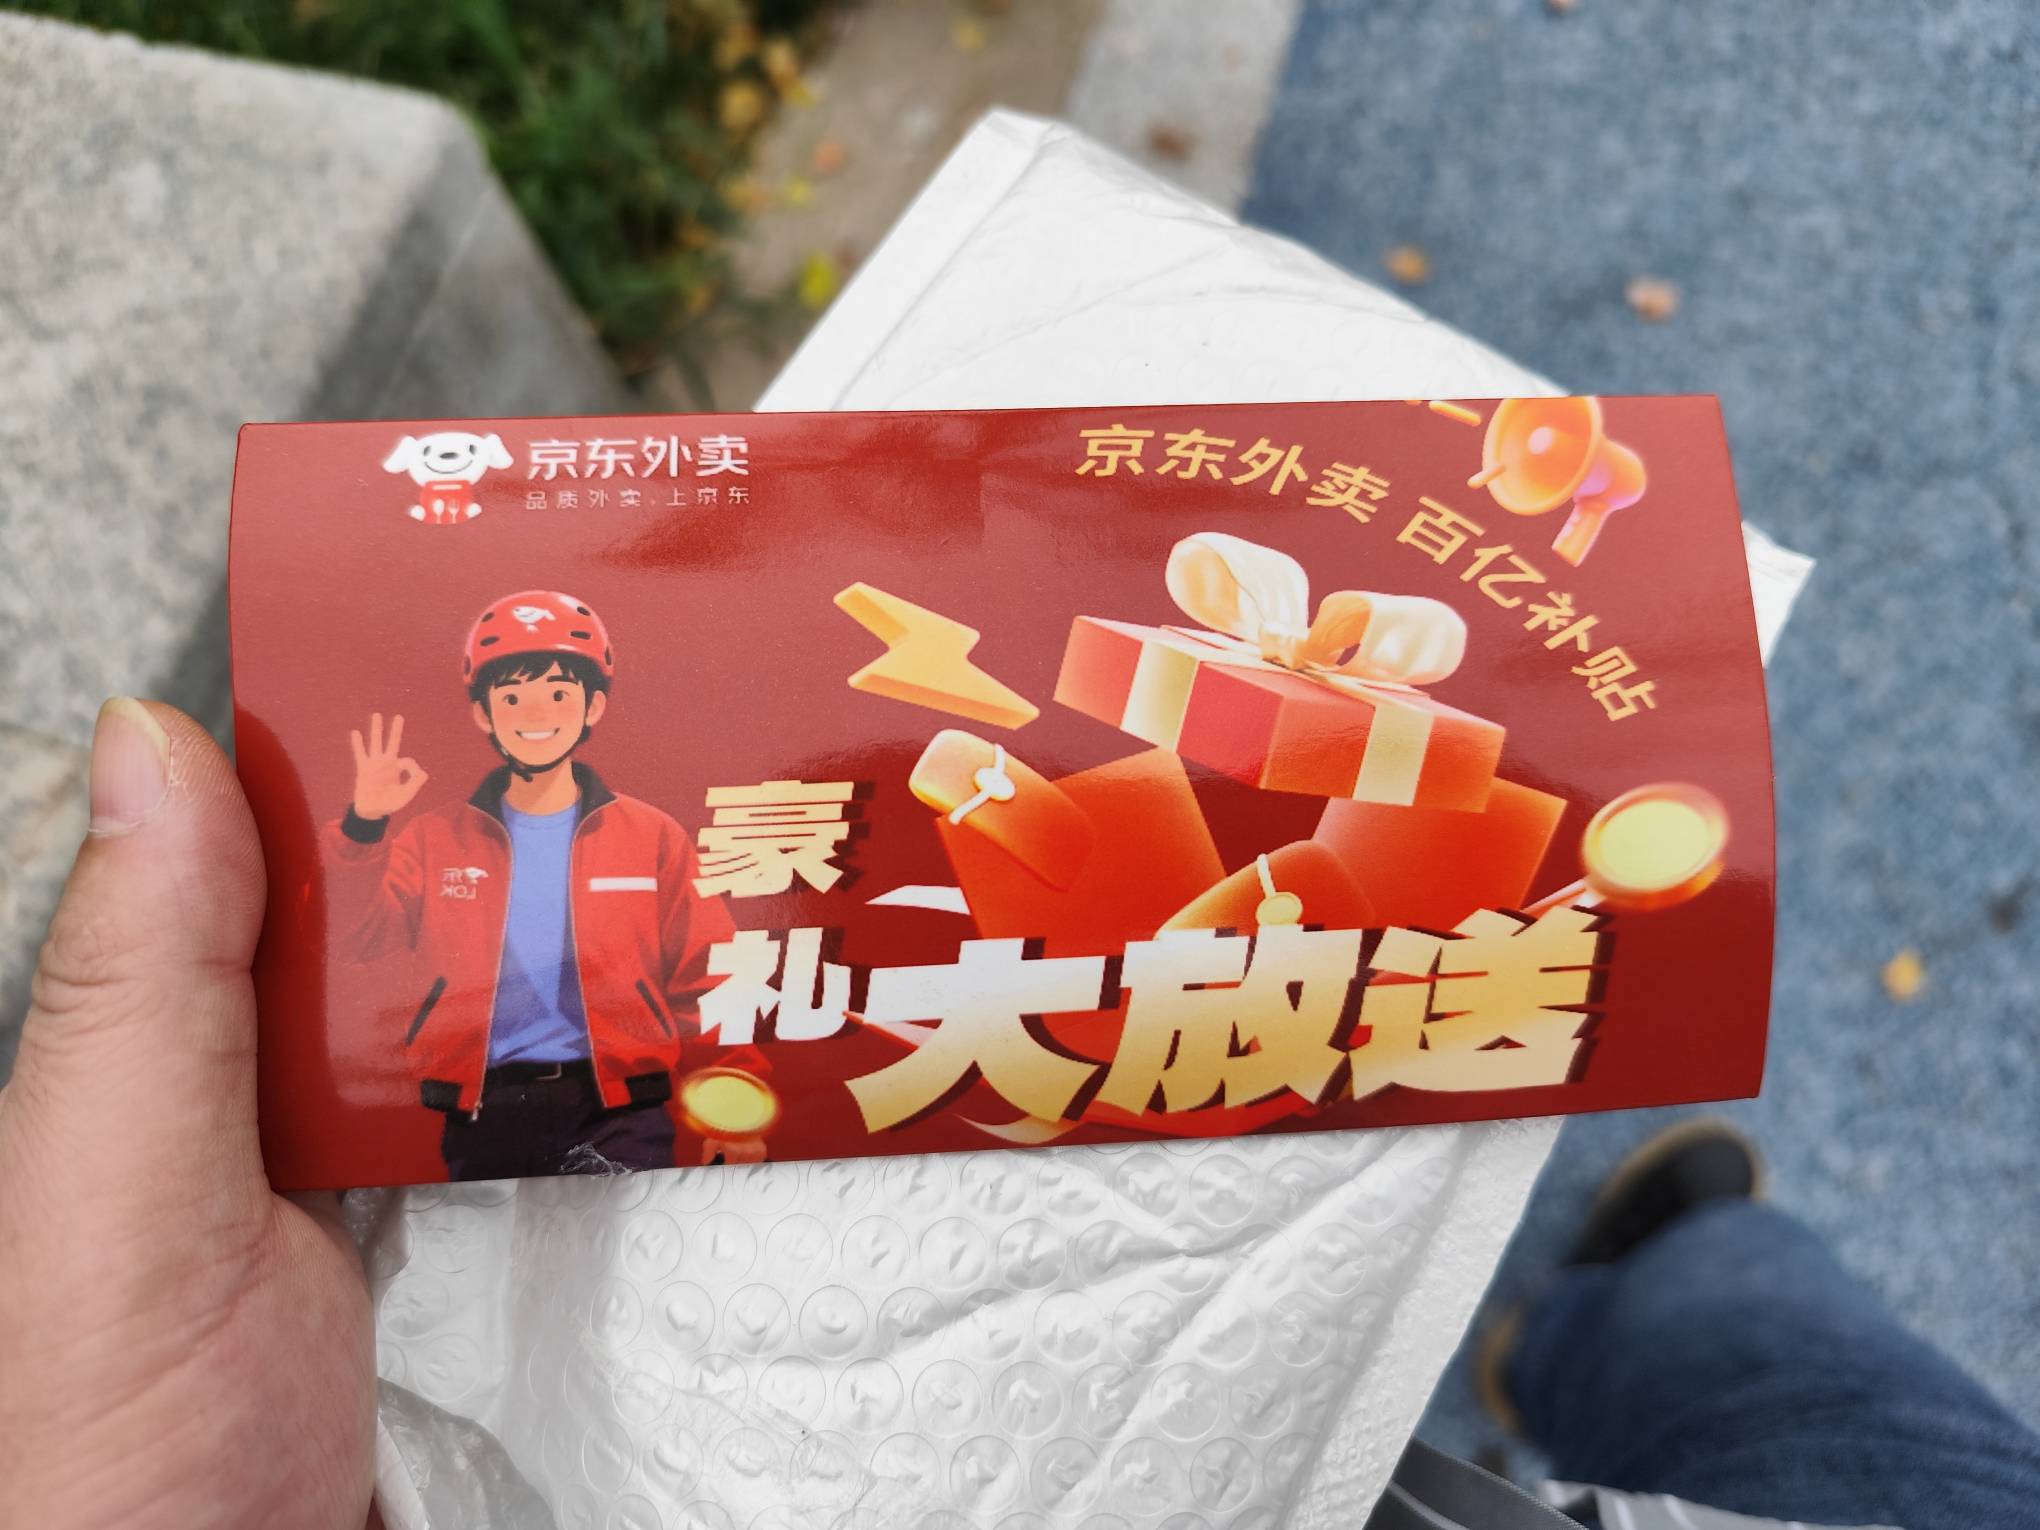 京东外卖
品质外卖·上京东
京东外卖 百亿补贴
豪
礼大放送